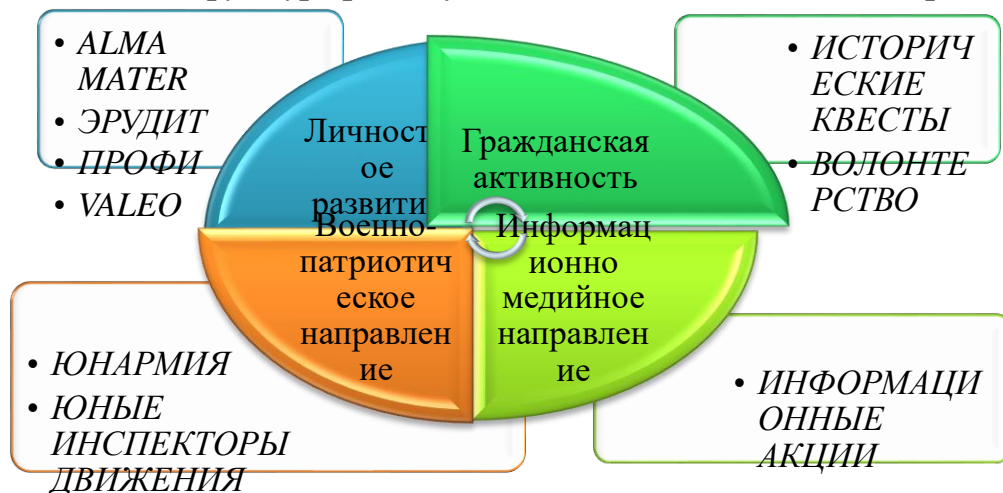 • ALMA
MATER
• ЭРУДИТ
• ПРОФИ
• VALEO
• ИСТОРИЧ
ЕСКИЕ
КВЕСТЫ
• ВОЛОНТЕ
РСТВО
Личност
ое
развити
Гражданская
активность
Военно-
патриотич
еское
направлен
ие
Информац
ионно
медийное
направлен
ие
• ЮНАРМИЯ
• ЮНЫЕ
ИНСПЕКТОРЫ
ДВИЖЕНИЯ
• ИНФОРМАЦИ
ОННЫЕ
АКЦИИ